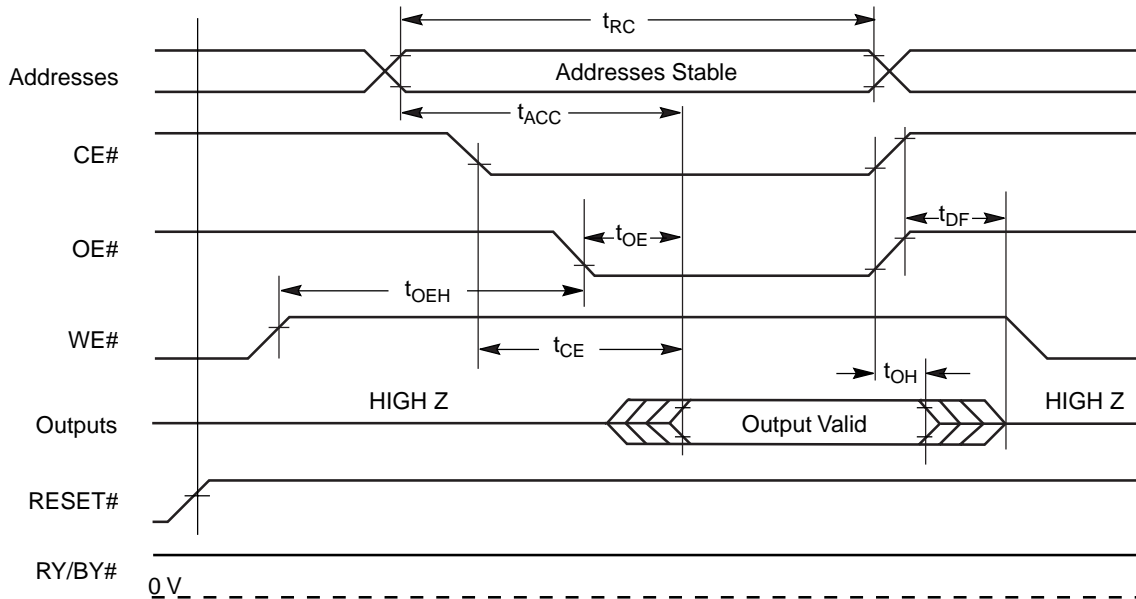 tRC
Addresses
Addresses Stable
tACC
CE#
tDF
OE#
tOE
tOEH
WE#
tCE
tOH
HIGH Z
HIGH Z
Outputs
Output Valid
RESET#
RY/BY#
0 V